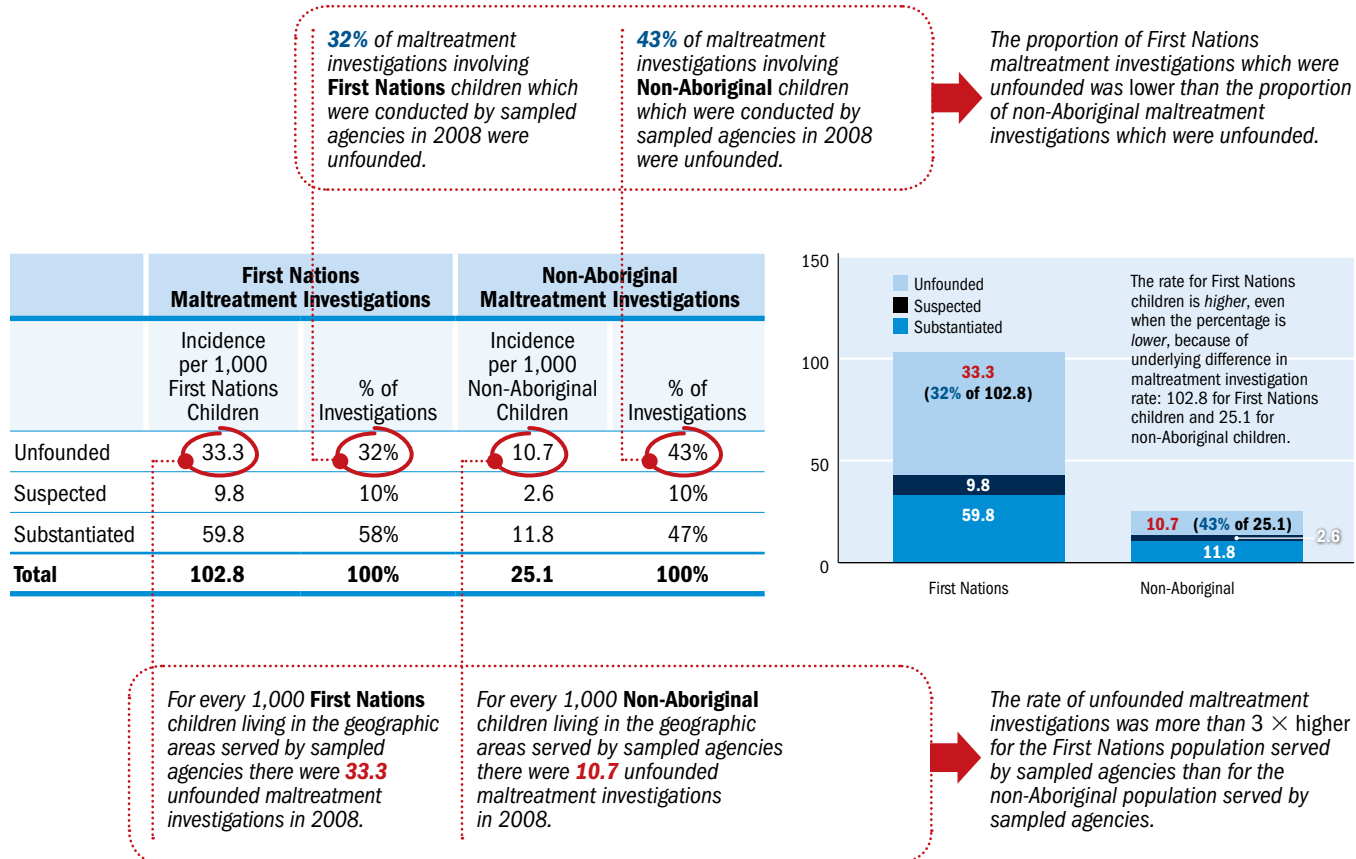 32% of maltreatment
investigations involving
First Nations children which
were conducted by sampled
agencies in 2008 were
unfounded.
43% of maltreatment
investigations involving
Non-Aboriginal children
which were conducted by
sampled agencies in 2008
were unfounded.
The proportion of First Nations
maltreatment investigations which were
unfounded was lower than the proportion
of non-Aboriginal maltreatment
investigations which were unfounded.
First Nations
Maltreatment Investigations
Non-Aboriginal
Maltreatment Investigations
Incidence
per 1,000
First Nations
Children
% of
Investigations
Incidence
per 1,000
Non-Aboriginal
Children
% of
Investigations
Unfounded 33.3 32% 10.7 43%
Suspected 9.8 10% 2.6 10%
Substantiated 59.8 58% 11.8 47%
Total 102.8 100% 25.1 100%
150
100
50
0
Unfounded
Suspected
Substantiated
The rate for First Nations
children is higher, even
when the percentage is
lower, because of
underlying difference in
maltreatment investigation
rate: 102.8 for First Nations
children and 25.1 for
non-Aboriginal children.
33.3
(32% of 102.8)
9.8
59.8
10.7 (43% of 25.1)
2.6
11.8
First Nations
Non-Aboriginal
For every 1,000 First Nations
children living in the geographic
areas served by sampled
agencies there were 33.3
unfounded maltreatment
investigations in 2008.
For every 1,000 Non-Aboriginal
children living in the geographic
areas served by sampled agencies
there were 10.7 unfounded
maltreatment investigations
in 2008.
The rate of unfounded maltreatment
investigations was more than 3 × higher
for the First Nations population served
by sampled agencies than for the
non-Aboriginal population served by
sampled agencies.